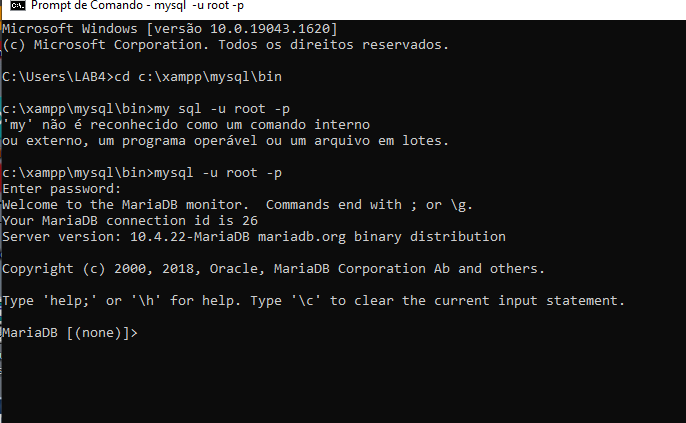 Prompt de Comando - mysql -u root -p
Microsoft Windows [versão 10.0.19043.1620]
(c) Microsoft Corporation. Todos os direitos reservados.
C:\Users\LAB4>cd c:\xampp\mysql\bin
c:\xampp\mysql\bin>my sql -u root -p
'my' não é reconhecido como um comando interno
ou externo, um programa operável ou um arquivo em lotes.
c:\xampp\mysql\bin>mysql -u root -p
Enter password:
Welcome to the MariaDB monitor.  Commands end with ; or \g.
Your MariaDB connection id is 26
Server version: 10.4.22-MariaDB mariadb.org binary distribution
Copyright (c) 2000, 2018, Oracle, MariaDB Corporation Ab and others.
Type 'help;' or '\h' for help. Type '\c' to clear the current input statement.
MariaDB [(none)]>